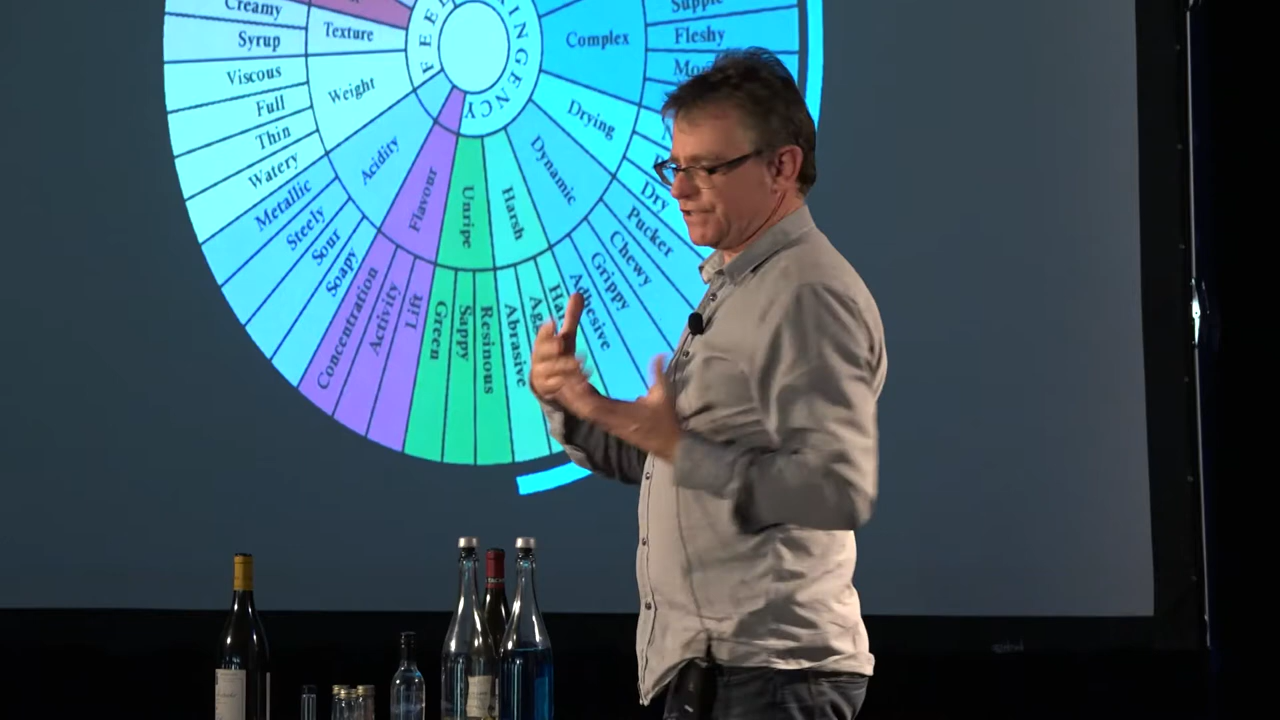 Creamy
Syrup
Viscous
Full
Thin
Watery
Metallic
Steely
Sour
Soapy
Concentration
Activity
Lift
Green
Sappy
Resinous
Abrasive
Adhesive
Grippy
Chewy
Pucker
Dry
Fleshy
Supple
Texture
Weight
Acidity
Flavour
Unripe
Harsh
Dynamic
Drying
Complex
FEEL